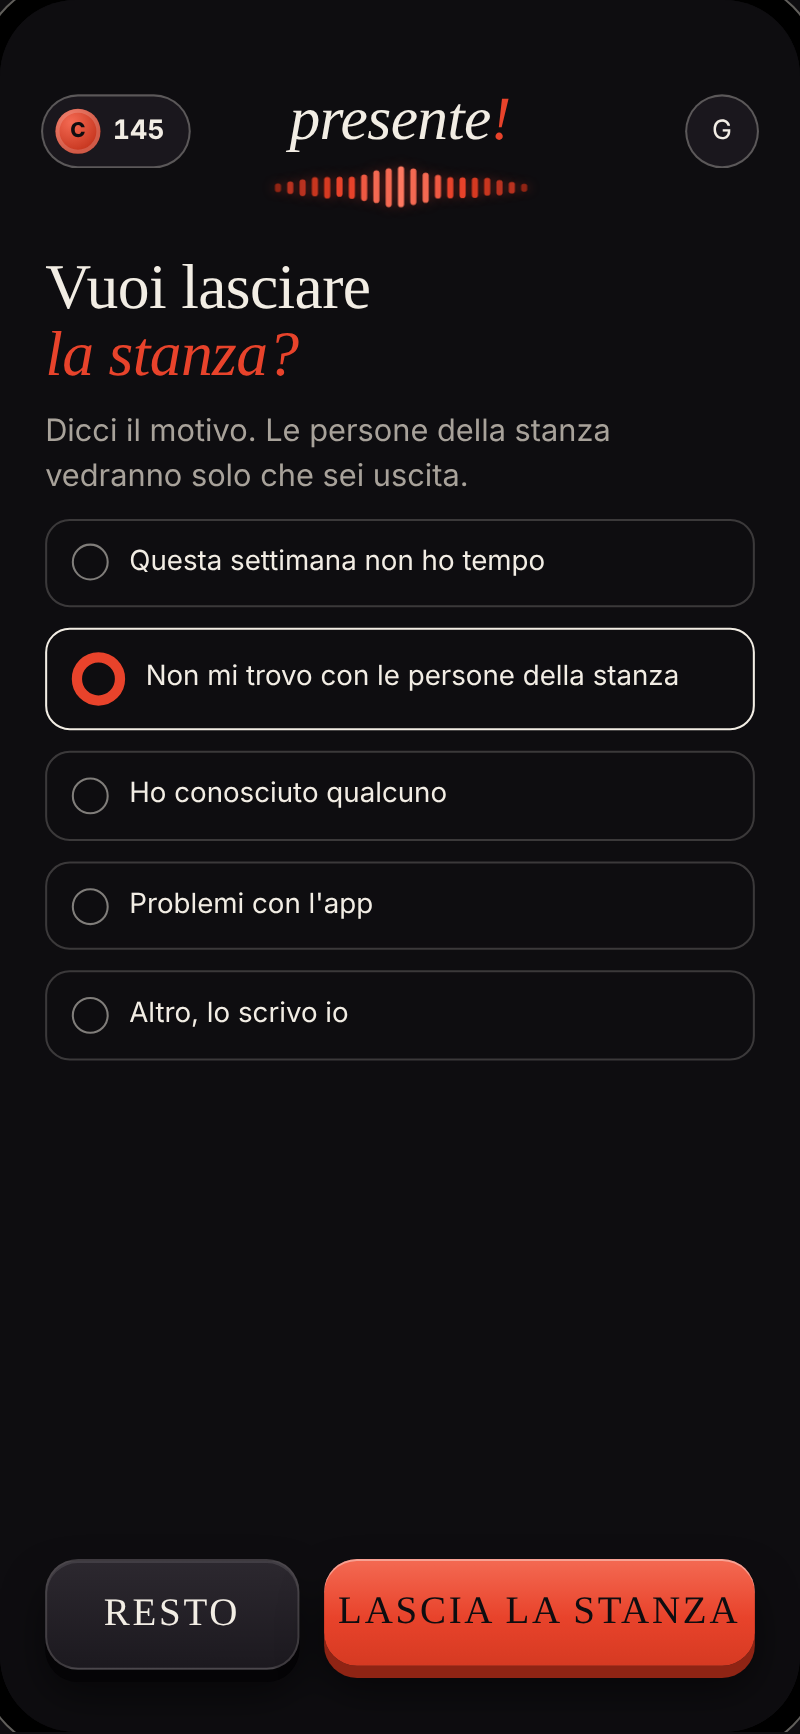 C 145
presente!
G
Vuoi lasciare
la stanza?
Dicci il motivo. Le persone della stanza
vedranno solo che sei uscita.
Questa settimana non ho tempo
Non mi trovo con le persone della stanza
Ho conosciuto qualcuno
Problemi con l'app
Altro, lo scrivo io
RESTO
LASCIA LA STANZA